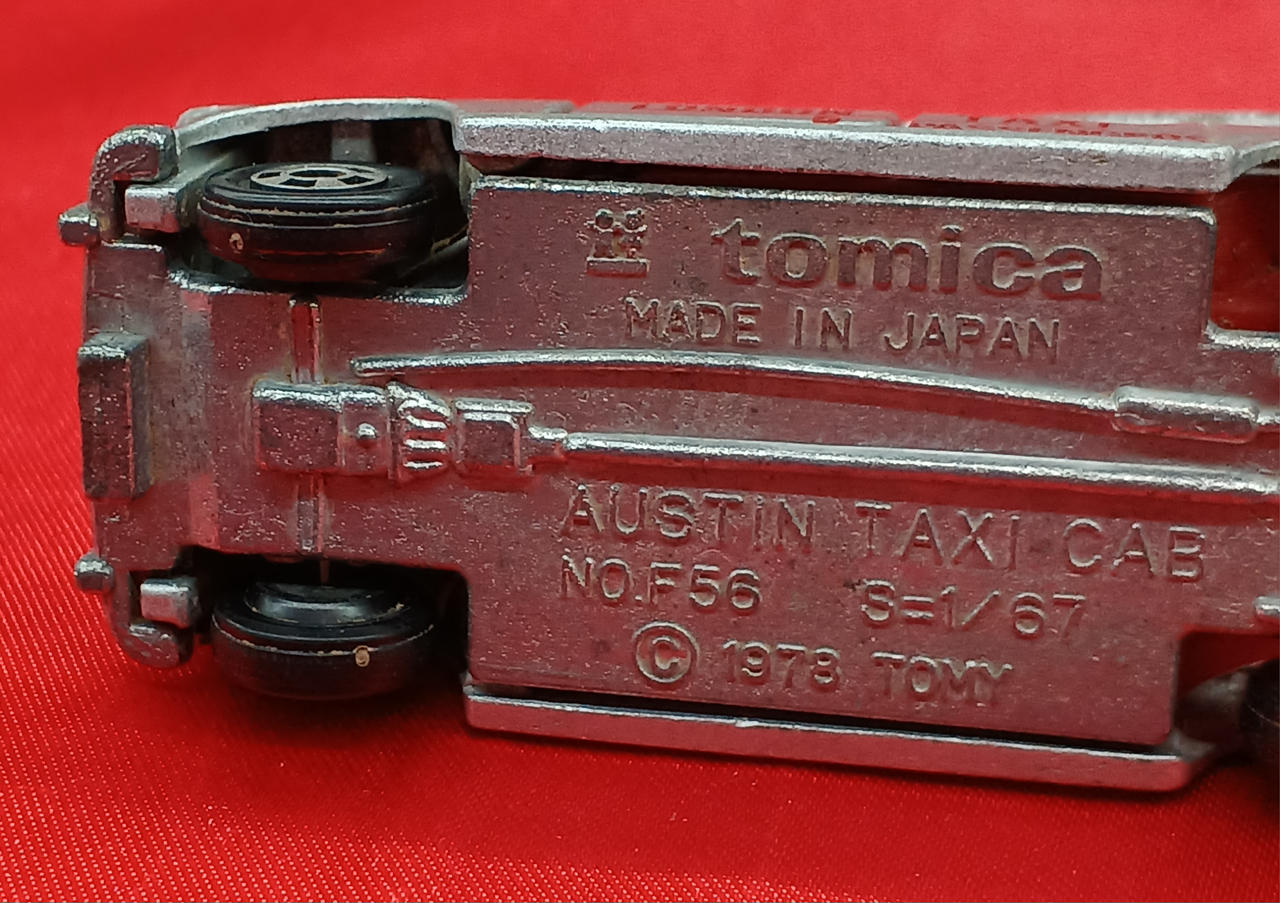 tomica
MADE IN JAPAN
AUSTIN TAXI CAB
NO.F56 S=1/67
© 1978 TOMY